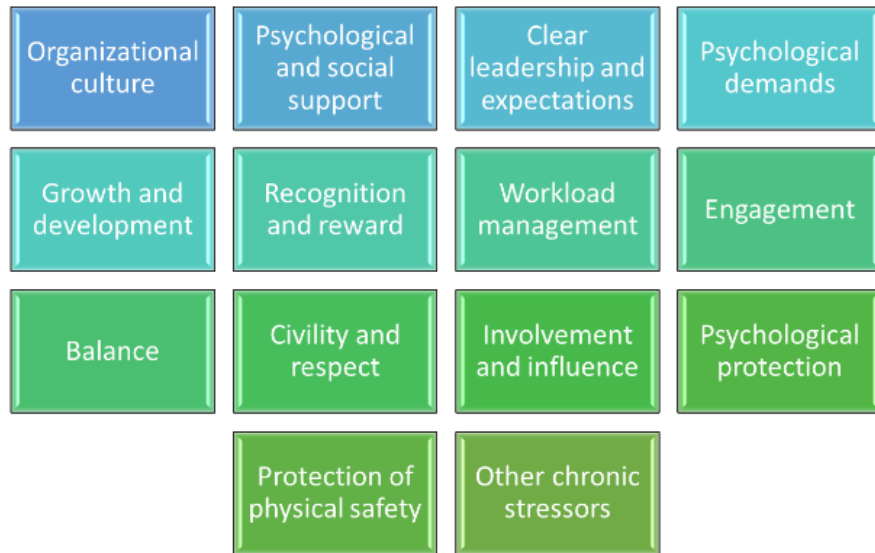 Organizational
culture
Psychological
and social
support
Clear
leadership and
expectations
Psychological
demands
Growth and
development
Recognition
and reward
Workload
management
Engagement
Balance
Civility and
respect
Involvement
and influence
Psychological
protection
Protection of
physical safety
Other chronic
stressors